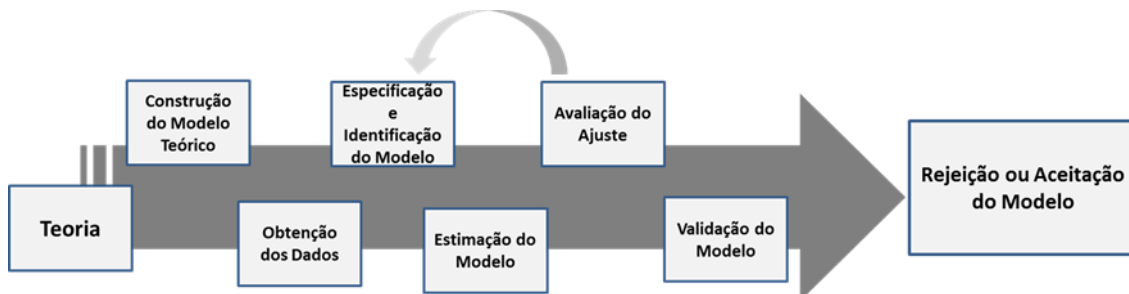 Teoria
Construção
do Modelo
Teórico
Obtenção
dos Dados
Especificação
e
Identificação
do Modelo
Estimação do
Modelo
Avaliação do
Ajuste
Validação do
Modelo
Rejeição ou Aceitação
do Modelo